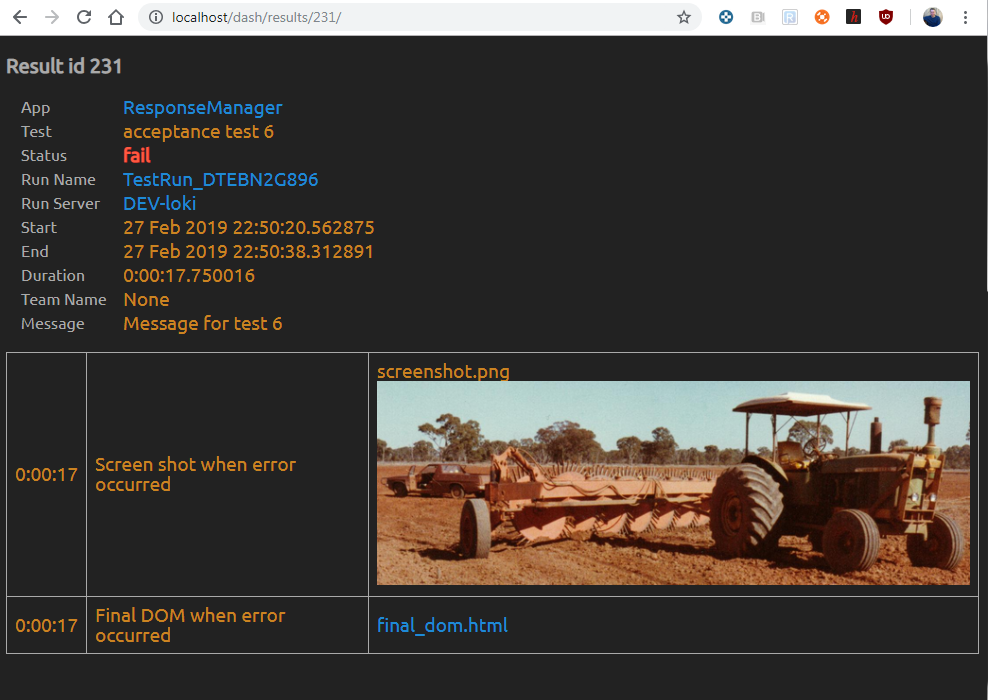 localhost/dash/results/231/
Result id 231
App ResponseManager
Test acceptance test 6
Status fail
Run Name TestRun_DTEBN2G896
Run Server DEV-loki
Start 27 Feb 2019 22:50:20.562875
End 27 Feb 2019 22:50:38.312891
Duration 0:00:17.750016
Team Name None
Message Message for test 6
screenshot.png
0:00:17 Screen shot when error
occurred
0:00:17 Final DOM when error
occurred
final_dom.html